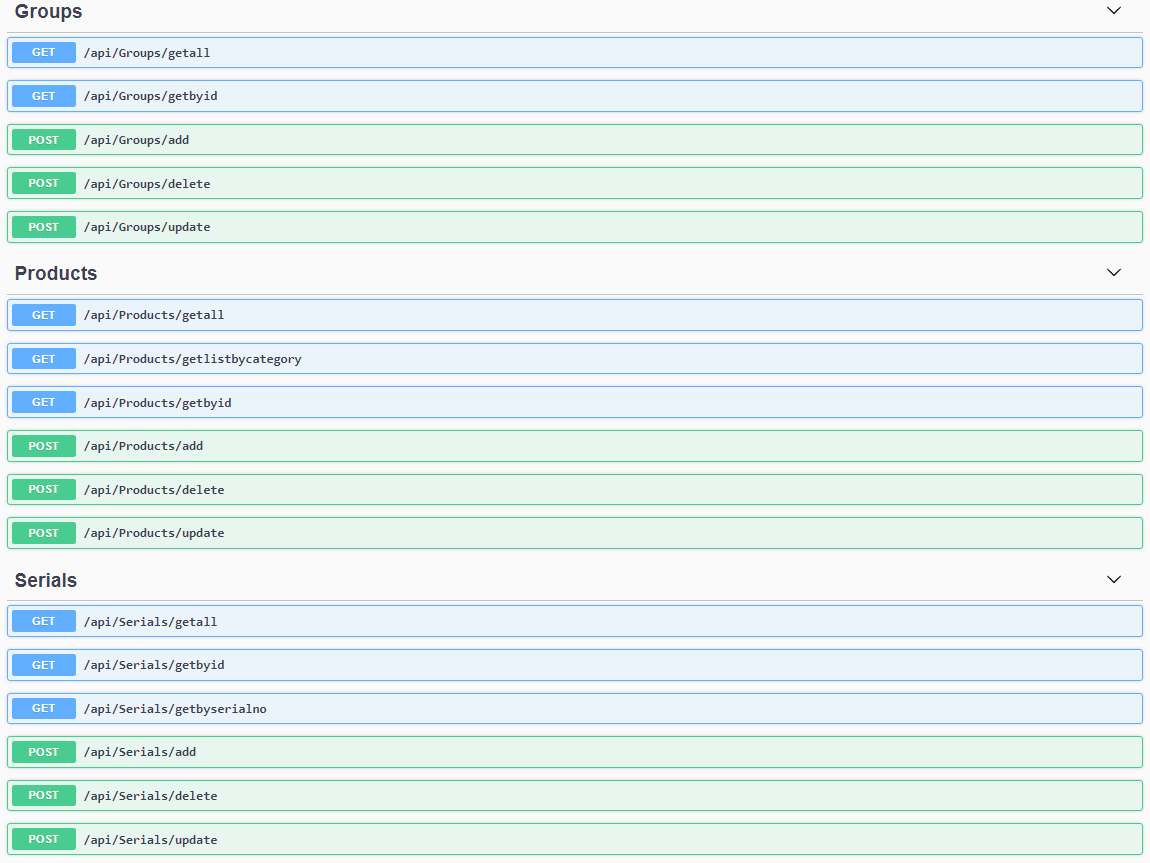 Groups
GET /api/Groups/getall
GET /api/Groups/getbyid
POST /api/Groups/add
POST /api/Groups/delete
POST /api/Groups/update
Products
GET /api/Products/getall
GET /api/Products/getlistbycategory
GET /api/Products/getbyid
POST /api/Products/add
POST /api/Products/delete
POST /api/Products/update
Serials
GET /api/Serials/getall
GET /api/Serials/getbyid
GET /api/Serials/getbyserialno
POST /api/Serials/add
POST /api/Serials/delete
POST /api/Serials/update